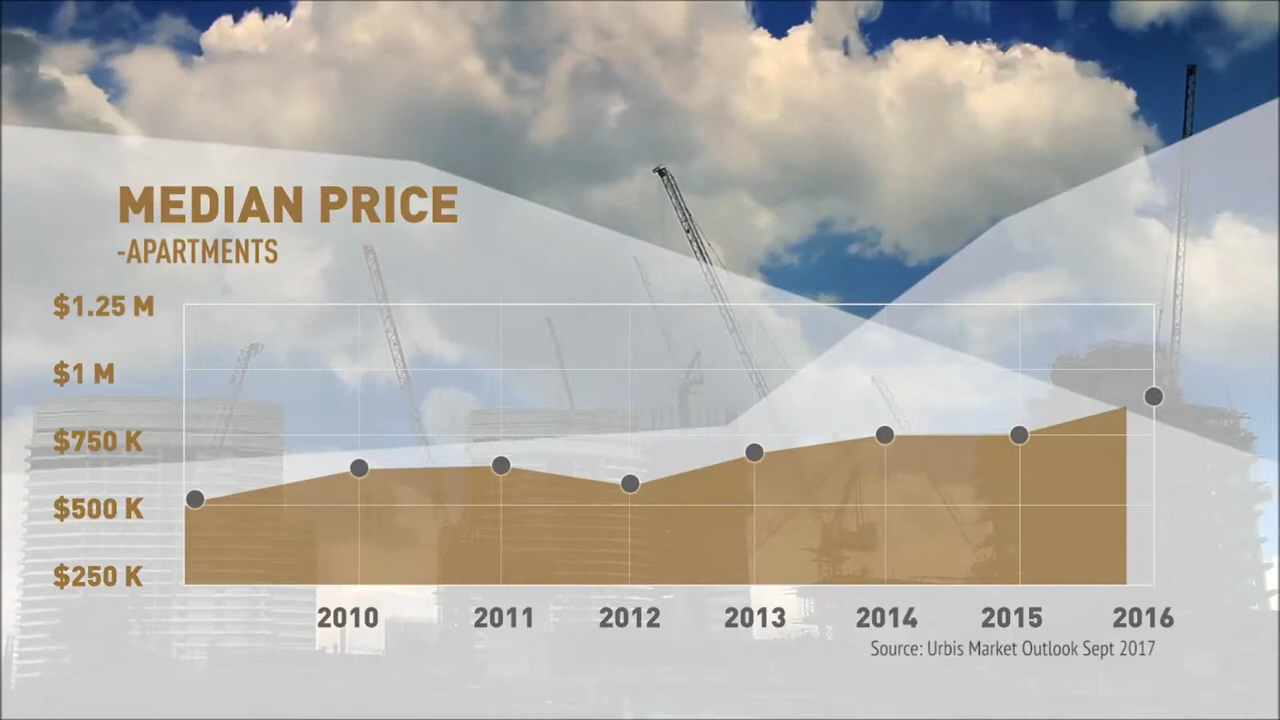 MEDIAN PRICE
-APARTMENTS
$1.25 M
$1 M
$750 K
$500 K
$250 K
2010 2011 2012 2013 2014 2015 2016
Source: Urbis Market Outlook Sept 2017